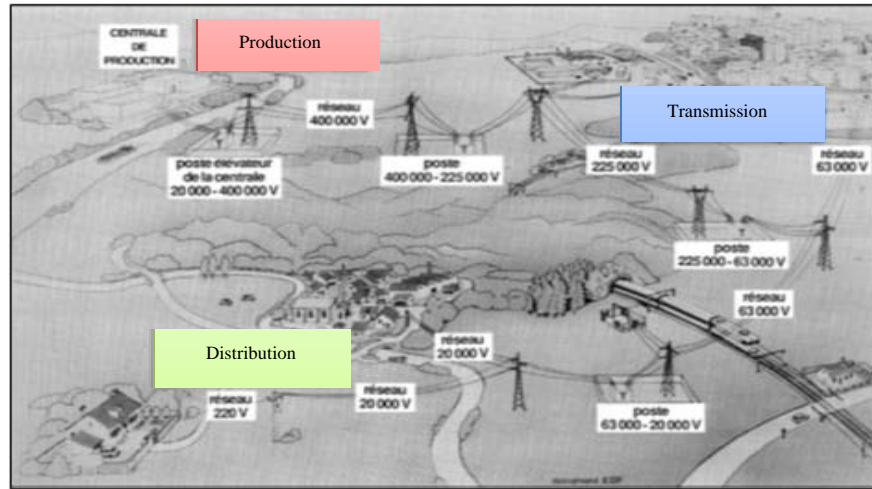 CENTRALE
DE
PRODUCTION
Production
réseau
400 000 V
Transmission
poste élévateur
de la centrale
20 000 - 400 000 V
poste
400 000 - 225 000 V
réseau
225 000 V
réseau
63 000 V
poste
225 000 - 63 000 V
réseau
63 000 V
Distribution
réseau
20 000 V
réseau
220 V
réseau
20 000 V
poste
63 000 - 20 000 V
document EDF